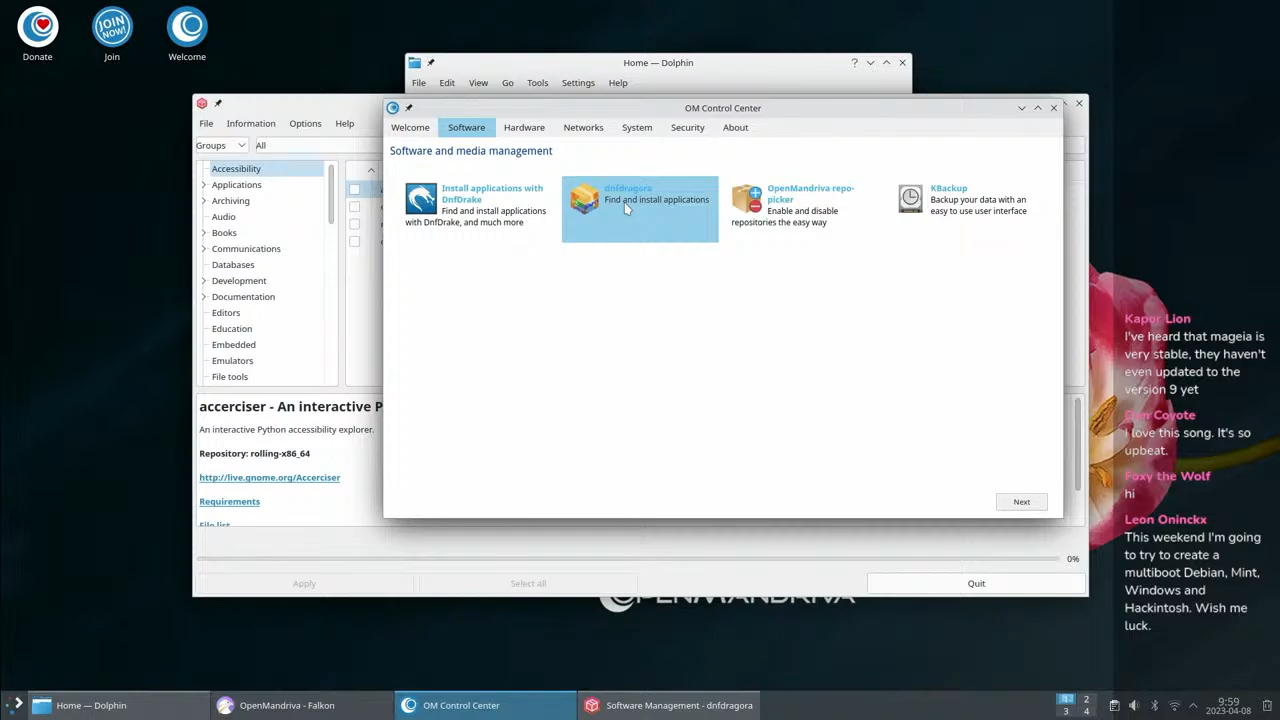 Donate
Join
JOIN NOW!
Welcome
Home — Dolphin
File Edit View Go Tools Settings Help
File Information Options Help
Groups All
Accessibility
Applications
Archiving
Audio
Books
Communications
Databases
Development
Documentation
Editors
Education
Embedded
Emulators
File tools
accerciser - An interactive P
An interactive Python accessibility explorer.
Repository: rolling-x86_64
http://live.gnome.org/Accerciser
Requirements
File list
0%
Apply
Select all
Quit
OM Control Center
Welcome Software Hardware Networks System Security About
Software and media management
Install applications with
DnfDrake
Find and install applications
with DnfDrake, and much more
dnfdragora
Find and install applications
OpenMandriva repo-
picker
Enable and disable
repositories the easy way
KBackup
Backup your data with an
easy to use user interface
Next
OPENMANDRIVA
Kapor Lion
I've heard that mageia is
very stable, they haven't
even updated to the
version 9 yet
Don Coyote
I love this song. It's so
upbeat.
Foxy the Wolf
hi
Leon Oninckx
This weekend I'm going
to try to create a
multiboot Debian, Mint,
Windows and
Hackintosh. Wish me
luck.
Home — Dolphin
OpenMandriva - Falkon
OM Control Center
Software Management - dnfdragora
2
3 4
9:59
2023-04-08